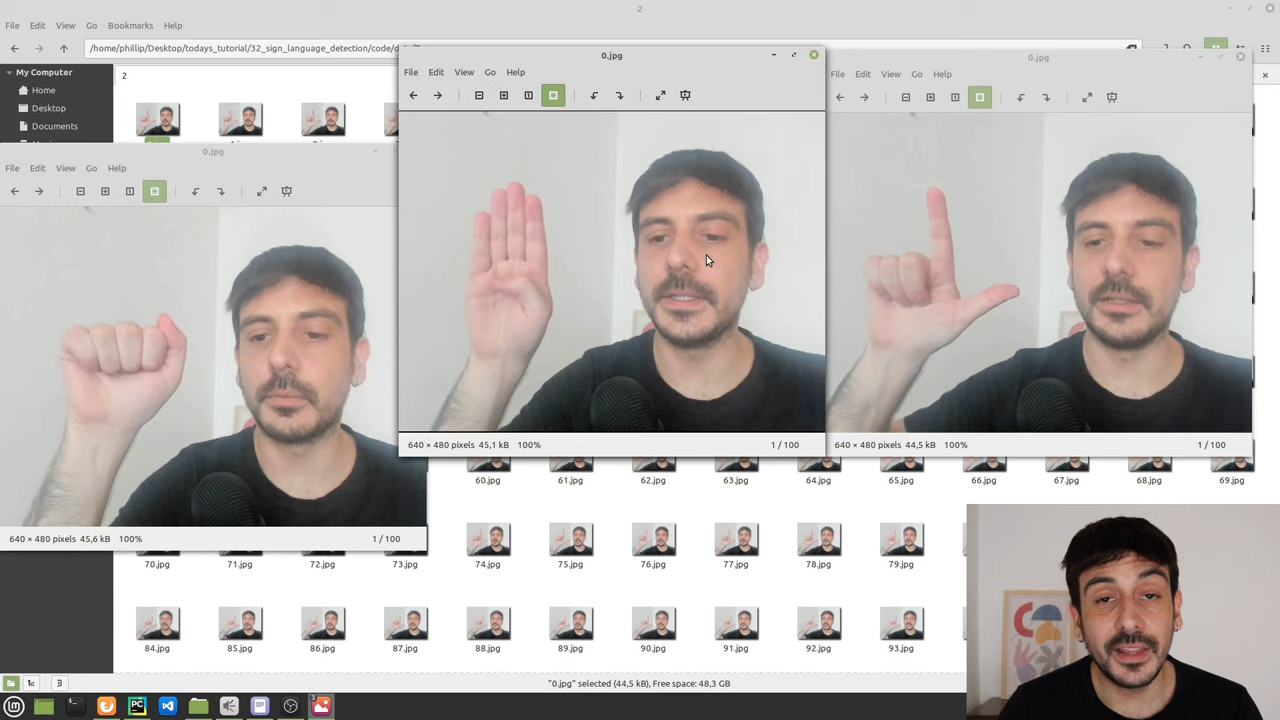 2
File Edit View Go Bookmarks Help
/home/phillip/Desktop/todays_tutorial/32_sign_language_detection/code/
My Computer
Home
Desktop
Documents
2
0.jpg
File Edit View Go Help
640 × 480 pixels 45,6 kB 100%
1 / 100
0.jpg
File Edit View Go Help
640 × 480 pixels 45,1 kB 100%
1 / 100
0.jpg
File Edit View Go Help
640 × 480 pixels 44,5 kB 100%
1 / 100
60.jpg 61.jpg 62.jpg 63.jpg 64.jpg 65.jpg 66.jpg 67.jpg 68.jpg 69.jpg
70.jpg 71.jpg 72.jpg 73.jpg 74.jpg 75.jpg 76.jpg 77.jpg 78.jpg 79.jpg
84.jpg 85.jpg 86.jpg 87.jpg 88.jpg 89.jpg 90.jpg 91.jpg 92.jpg 93.jpg
"0.jpg" selected (44,5 kB), Free space: 48,3 GB